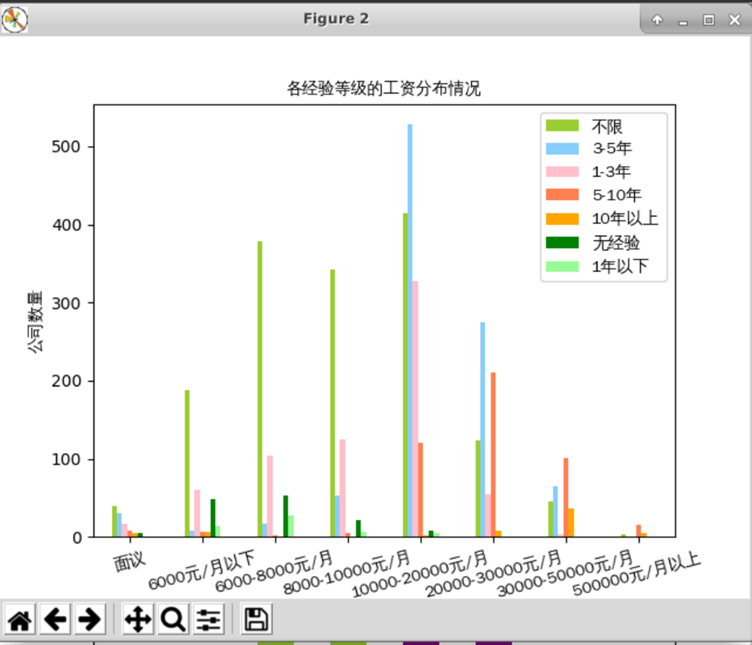 Figure 2
各经验等级的工资分布情况
公司数量
500
400
300
200
100
0
不限
3-5年
1-3年
5-10年
10年以上
无经验
1年以下
面议
6000元/月以下
6000-8000元/月
8000-10000元/月
10000-20000元/月
20000-30000元/月
30000-50000元/月
500000元/月以上